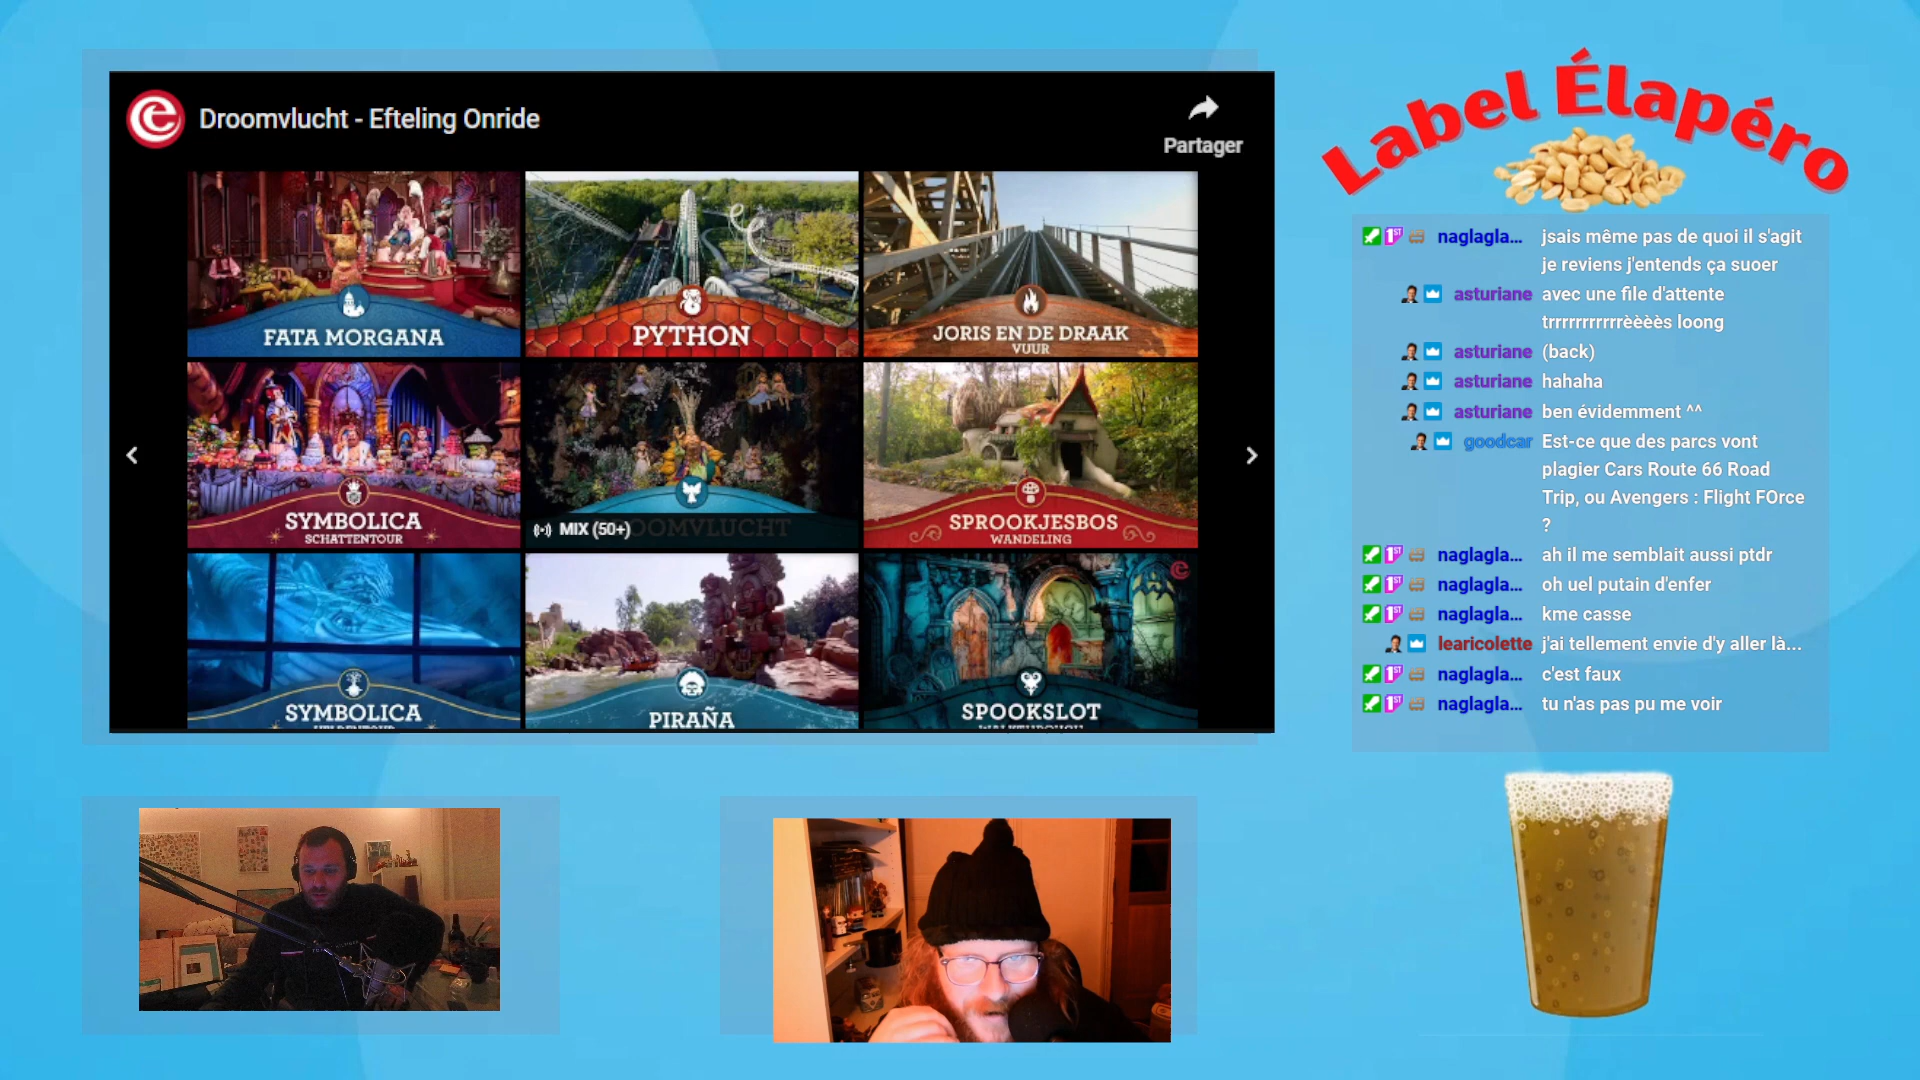 Droomvlucht - Efteling Onride
Partager
FATA MORGANA
PYTHON
JORIS EN DE DRAAK
VUUR
SYMBOLICA
SCHATTENTOUR
MIX (50+)
SPROOKJESBOS
WANDELING
SYMBOLICA
PIRAÑA
SPOOKSLOT
Label Élapéro
naglagla... jsais même pas de quoi il s'agit
je reviens j'entends ça suoer
asturiane avec une file d'attente
trrrrrrrrrrrèèèès loong
asturiane (back)
asturiane hahaha
asturiane ben évidemment ^^
goodcar Est-ce que des parcs vont
plagier Cars Route 66 Road
Trip, ou Avengers : Flight FOrce
?
naglagla... ah il me semblait aussi ptdr
naglagla... oh uel putain d'enfer
naglagla... kme casse
learicolette j'ai tellement envie d'y aller là...
naglagla... c'est faux
naglagla... tu n'as pas pu me voir